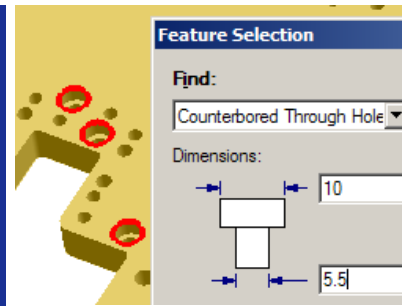 Feature Selection
Find:
Counterbored Through Hole
Dimensions:
10
5.5